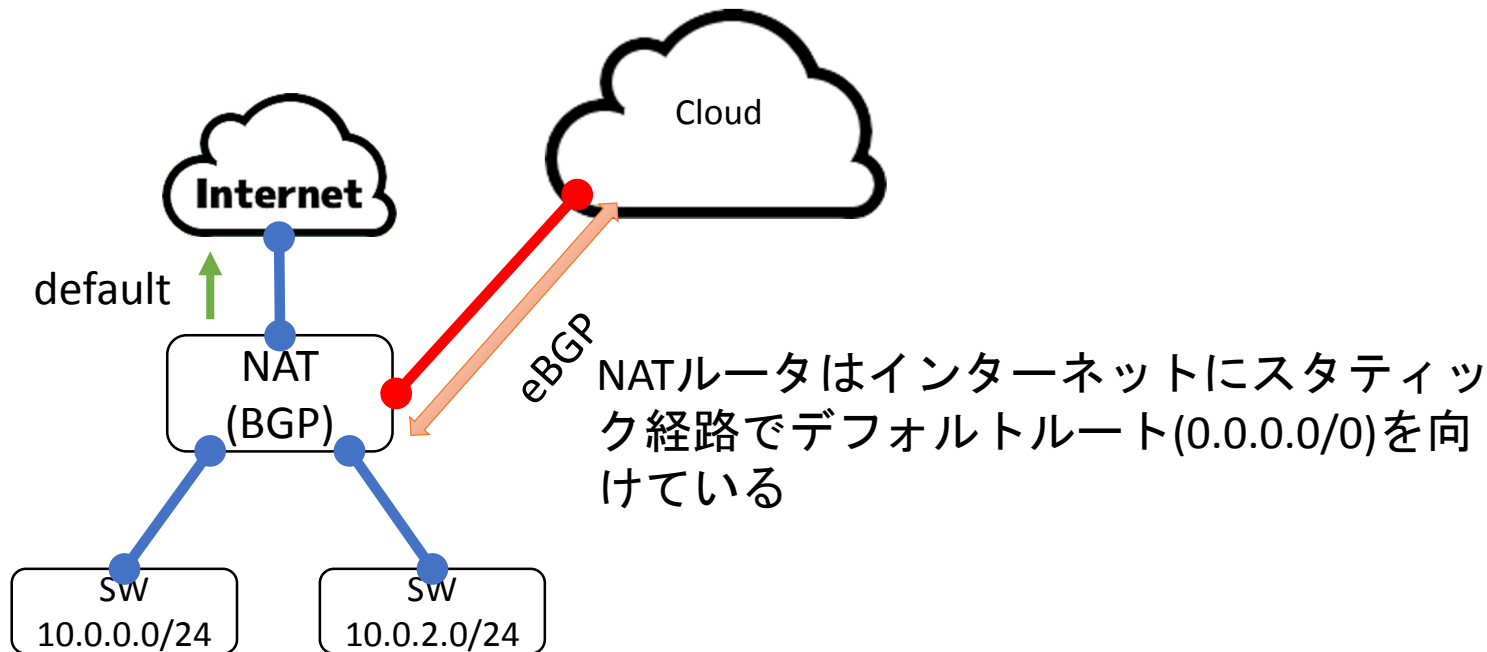 Cloud
Internet
default
NAT
(BGP)
eBGP
NATルータはインターネットにスタティッ
ク経路でデフォルトルート(0.0.0.0/0)を向
けている
SW
10.0.0.0/24
SW
10.0.2.0/24